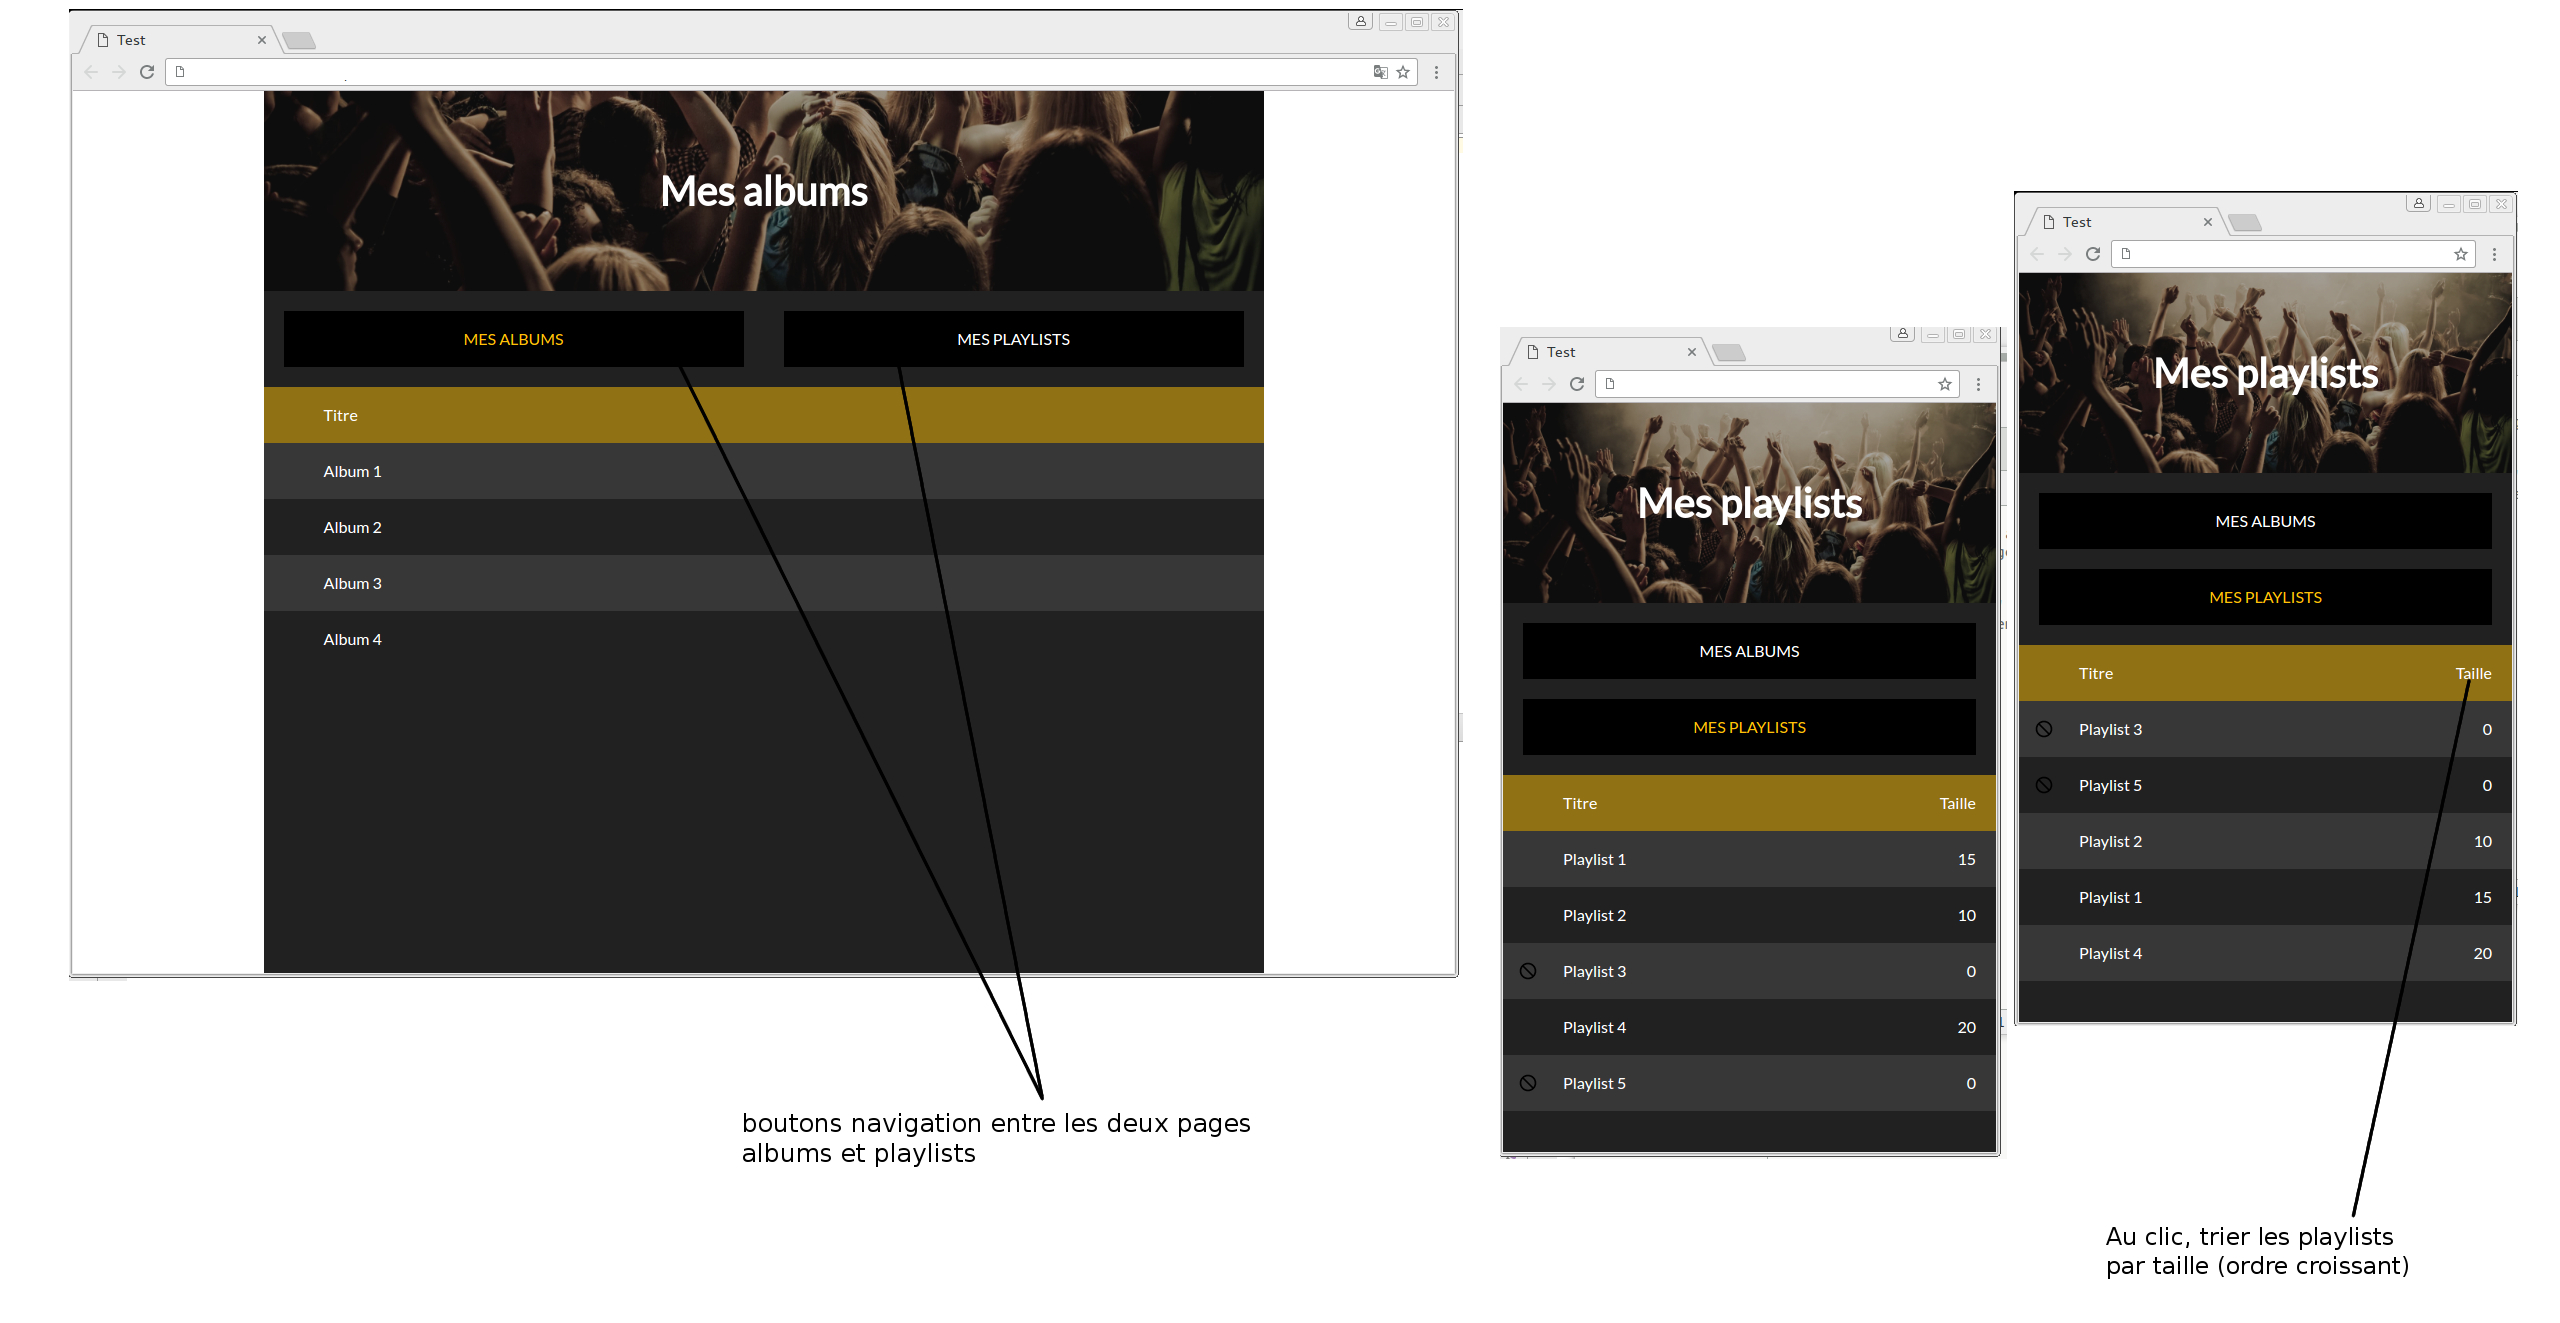 Test
Mes albums
MES ALBUMS
MES PLAYLISTS
Titre
Album 1
Album 2
Album 3
Album 4
boutons navigation entre les deux pages
albums et playlists
Test
Mes playlists
MES ALBUMS
MES PLAYLISTS
Titre Taille
Playlist 1 15
Playlist 2 10
Playlist 3 0
Playlist 4 20
Playlist 5 0
Test
Mes playlists
MES ALBUMS
MES PLAYLISTS
Titre Taille
Playlist 3 0
Playlist 5 0
Playlist 2 10
Playlist 1 15
Playlist 4 20
Au clic, trier les playlists
par taille (ordre croissant)